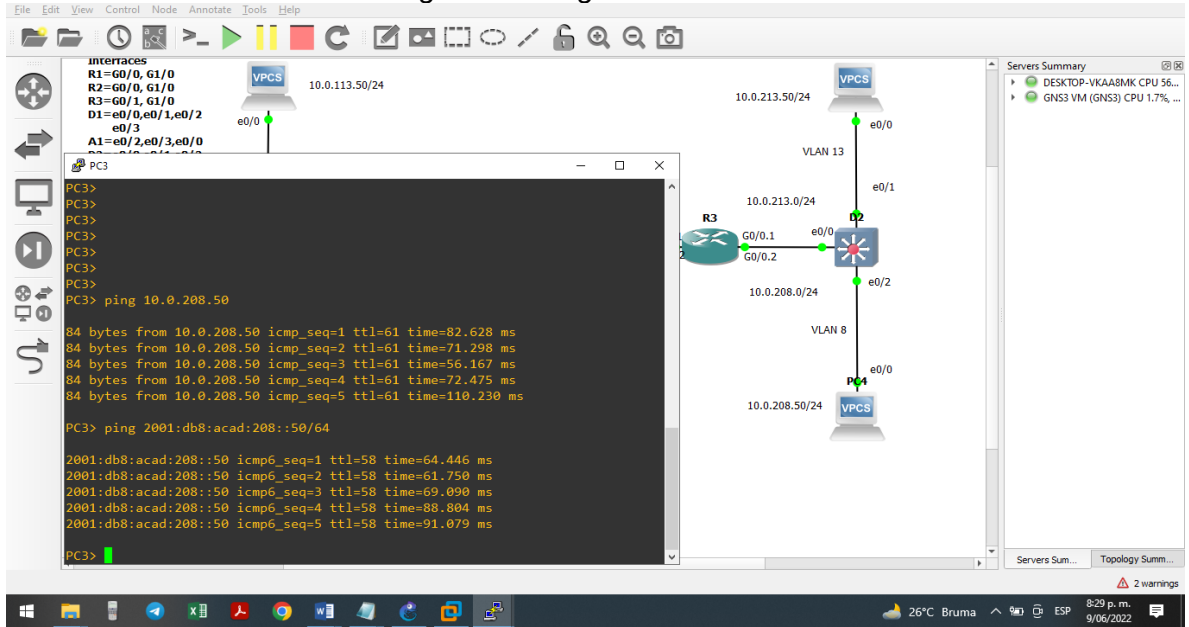 File Edit View Control Node Annotate Tools Help
Interfaces
R1=G0/0, G1/0
R2=G0/0, G1/0
R3=G0/1, G1/0
D1=e0/0,e0/1,e0/2
e0/3
A1=e0/2,e0/3,e0/0
VPCS
10.0.113.50/24
e0/0
PC3
PC3>
PC3>
PC3>
PC3>
PC3>
PC3>
PC3>
PC3> ping 10.0.208.50
84 bytes from 10.0.208.50 icmp_seq=1 ttl=61 time=82.628 ms
84 bytes from 10.0.208.50 icmp_seq=2 ttl=61 time=71.298 ms
84 bytes from 10.0.208.50 icmp_seq=3 ttl=61 time=56.167 ms
84 bytes from 10.0.208.50 icmp_seq=4 ttl=61 time=72.475 ms
84 bytes from 10.0.208.50 icmp_seq=5 ttl=61 time=110.230 ms
PC3> ping 2001:db8:acad:208::50/64
2001:db8:acad:208::50 icmp6_seq=1 ttl=58 time=64.446 ms
2001:db8:acad:208::50 icmp6_seq=2 ttl=58 time=61.750 ms
2001:db8:acad:208::50 icmp6_seq=3 ttl=58 time=69.090 ms
2001:db8:acad:208::50 icmp6_seq=4 ttl=58 time=88.804 ms
2001:db8:acad:208::50 icmp6_seq=5 ttl=58 time=91.079 ms
PC3>
10.0.213.50/24
VPCS
e0/0
VLAN 13
e0/1
10.0.213.0/24
R3
D2
G0/0.1
e0/0
G0/0.2
e0/2
10.0.208.0/24
VLAN 8
e0/0
PC4
10.0.208.50/24
VPCS
Servers Summary
DESKTOP-VKAA8MK CPU 56...
GNS3 VM (GNS3) CPU 1.7%, ...
Servers Sum...
Topology Summ...
2 warnings
26°C Bruma
ESP
8:29 p. m.
9/06/2022